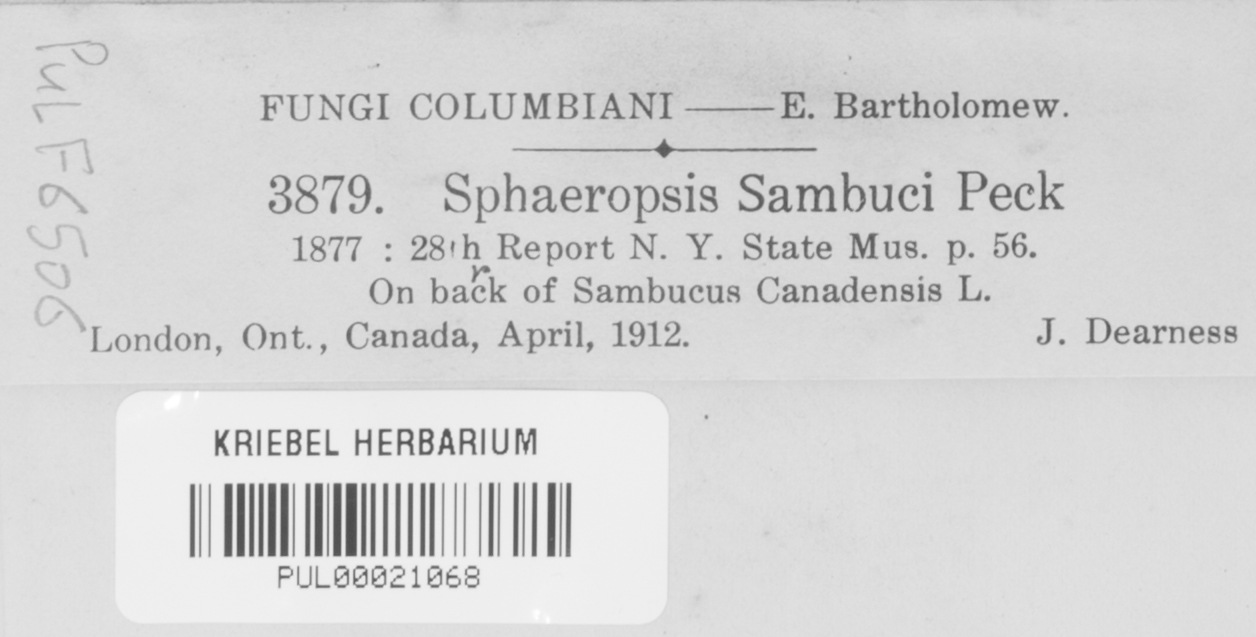 PUL F6506
FUNGI COLUMBIANI —— E. Bartholomew.
3879. Sphaeropsis Sambuci Peck
1877 : 28th Report N. Y. State Mus. p. 56.
r
On back of Sambucus Canadensis L.
London, Ont., Canada, April, 1912. J. Dearness
KRIEBEL HERBARIUM
PUL00021068